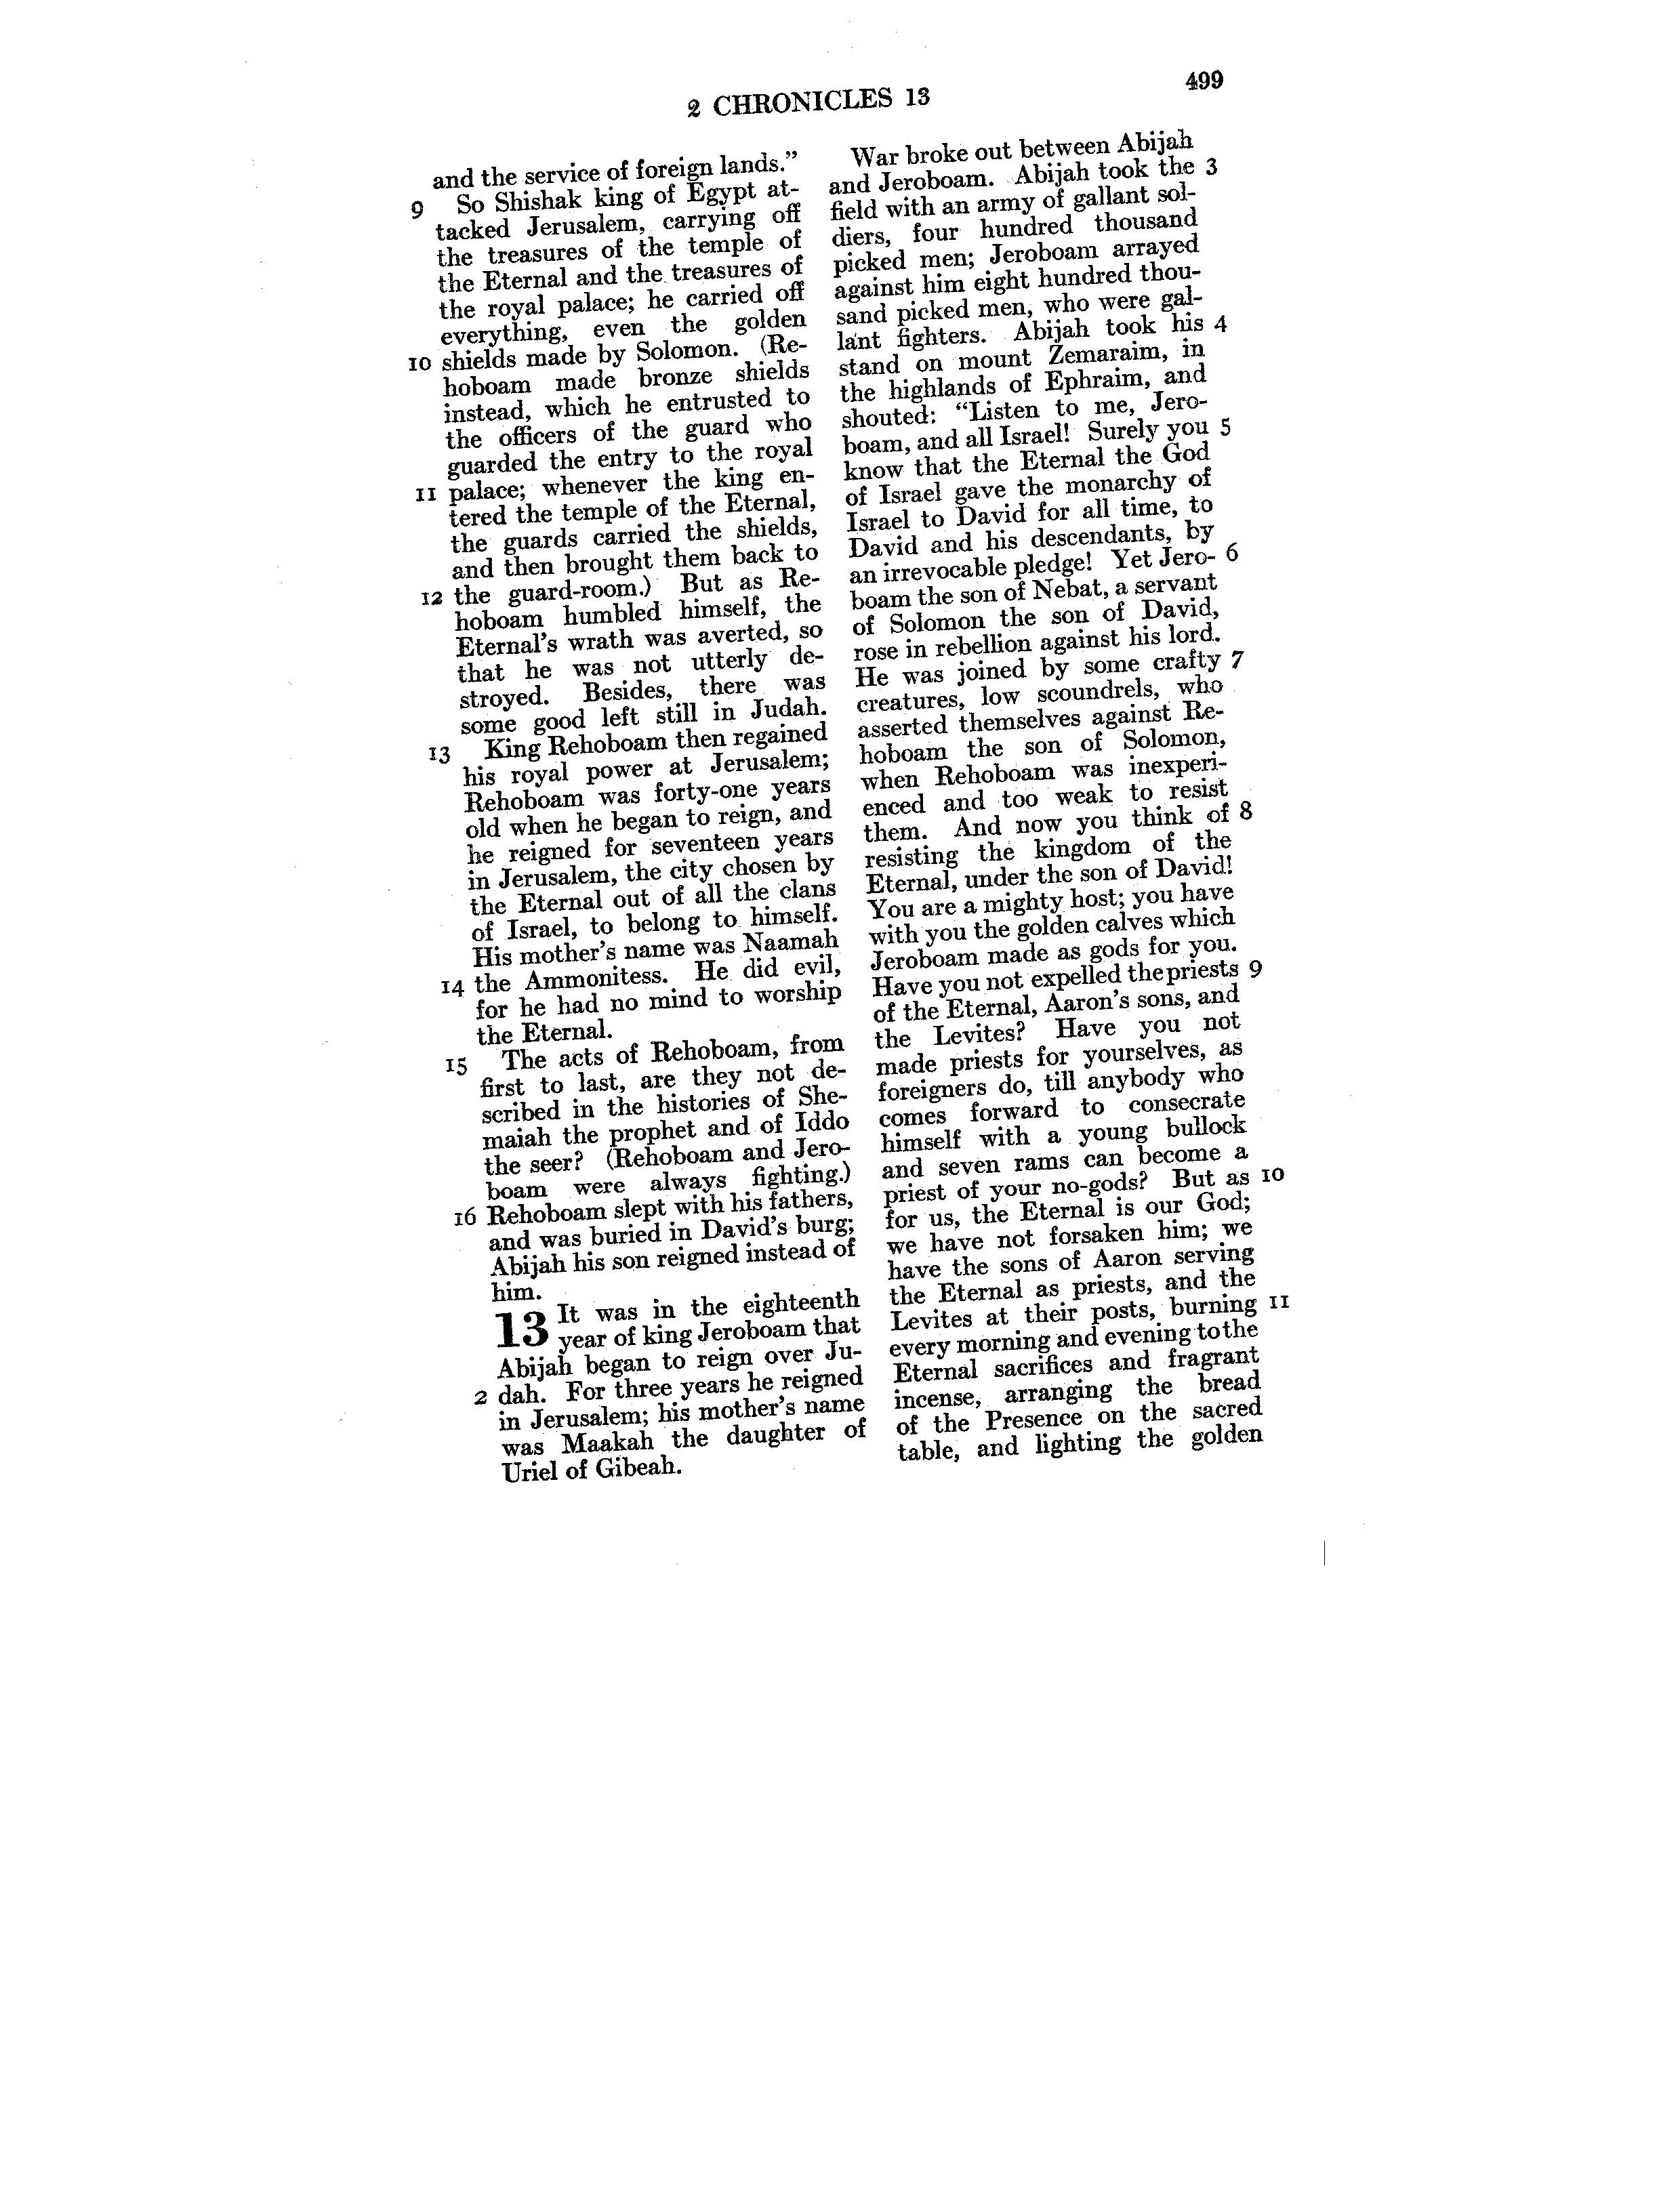 2 CHRONICLES 13
499
and the service of foreign lands.”
9 So Shishak king of Egypt at-
tacked Jerusalem, carrying off
the treasures of the temple of
the Eternal and the treasures of
the royal palace; he carried off
everything, even the golden
10 shields made by Solomon. (Re-
hoboam made bronze shields
instead, which he entrusted to
the officers of the guard who
guarded the entry to the royal
11 palace; whenever the king en-
tered the temple of the Eternal,
the guards carried the shields,
and then brought them back to
12 the guard-room.) But as Re-
hoboam humbled himself, the
Eternal’s wrath was averted, so
that he was not utterly de-
stroyed. Besides, there was
some good left still in Judah.
13 King Rehoboam then regained
his royal power at Jerusalem;
Rehoboam was forty-one years
old when he began to reign, and
he reigned for seventeen years
in Jerusalem, the city chosen by
the Eternal out of all the clans
of Israel, to belong to himself.
His mother’s name was Naamah
14 the Ammonitess. He did evil,
for he had no mind to worship
the Eternal.
15 The acts of Rehoboam, from
first to last, are they not de-
scribed in the histories of She-
maiah the prophet and of Iddo
the seer? (Rehoboam and Jero-
boam were always fighting.)
16 Rehoboam slept with his fathers,
and was buried in David’s burg;
Abijah his son reigned instead of
him.
13 It was in the eighteenth
year of king Jeroboam that
Abijah began to reign over Ju-
2 dah. For three years he reigned
in Jerusalem; his mother’s name
was Maakah the daughter of
Uriel of Gibeah.
War broke out between Abijah
and Jeroboam. Abijah took the 3
field with an army of gallant sol-
diers, four hundred thousand
picked men; Jeroboam arrayed
against him eight hundred thou-
sand picked men, who were gal-
lant fighters. Abijah took his 4
stand on mount Zemaraim, in
the highlands of Ephraim, and
shouted: “Listen to me, Jero-
boam, and all Israel! Surely you 5
know that the Eternal the God
of Israel gave the monarchy of
Israel to David for all time, to
David and his descendants, by
an irrevocable pledge! Yet Jero- 6
boam the son of Nebat, a servant
of Solomon the son of David,
rose in rebellion against his lord.
He was joined by some crafty 7
creatures, low scoundrels, who
asserted themselves against Re-
hoboam the son of Solomon,
when Rehoboam was inexperi-
enced and too weak to resist
them. And now you think of 8
resisting the kingdom of the
Eternal, under the son of David!
You are a mighty host; you have
with you the golden calves which
Jeroboam made as gods for you.
Have you not expelled the priests 9
of the Eternal, Aaron’s sons, and
the Levites? Have you not
made priests for yourselves, as
foreigners do, till anybody who
comes forward to consecrate
himself with a young bullock
and seven rams can become a
priest of your no-gods? But as 10
for us, the Eternal is our God;
we have not forsaken him; we
have the sons of Aaron serving
the Eternal as priests, and the
Levites at their posts, burning 11
every morning and evening to the
Eternal sacrifices and fragrant
incense, arranging the bread
of the Presence on the sacred
table, and lighting the golden